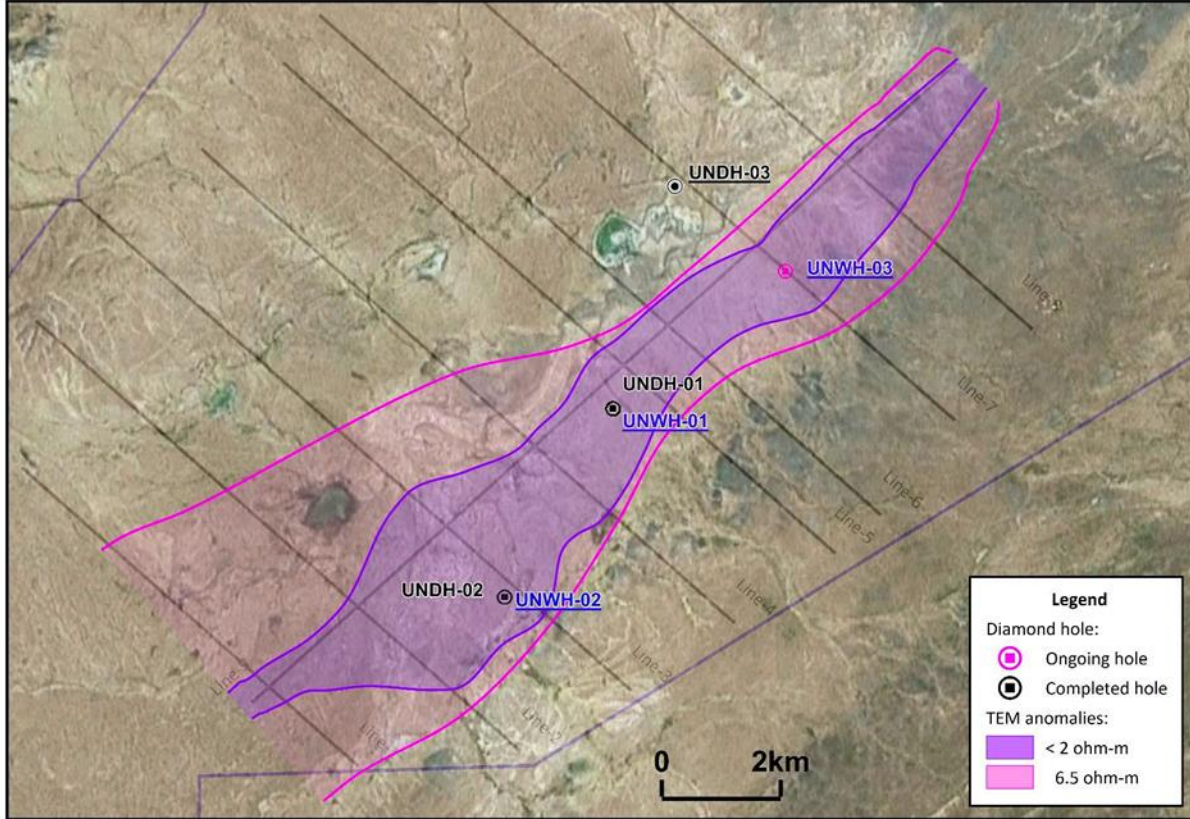 UNDH-03
UNWH-03
Line-8
UNDH-01
UNWH-01
Line-7
Line-6
Line-5
Line-4
UNDH-02
UNWH-02
Line-3
Line-2
0 2km
Legend
Diamond hole:
Ongoing hole
Completed hole
TEM anomalies:
< 2 ohm-m
6.5 ohm-m